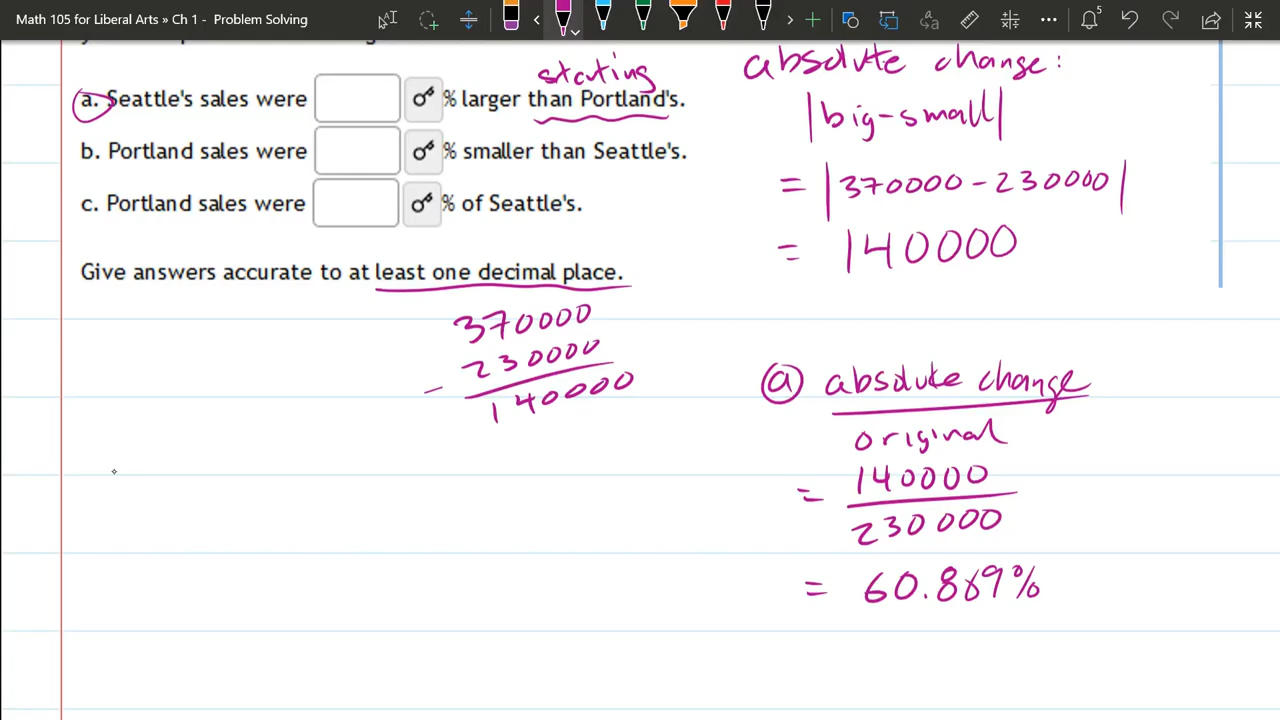 Math 105 for Liberal Arts » Ch 1 - Problem Solving
5
starting
a. Seattle's sales were % larger than Portland's.
b. Portland sales were % smaller than Seattle's.
c. Portland sales were % of Seattle's.
Give answers accurate to at least one decimal place.
370000
230000
-
140000
absolute change:
|big-small|
= |370000-230000|
= 140000
a absolute change
original
= 140000
230000
= 60.869%